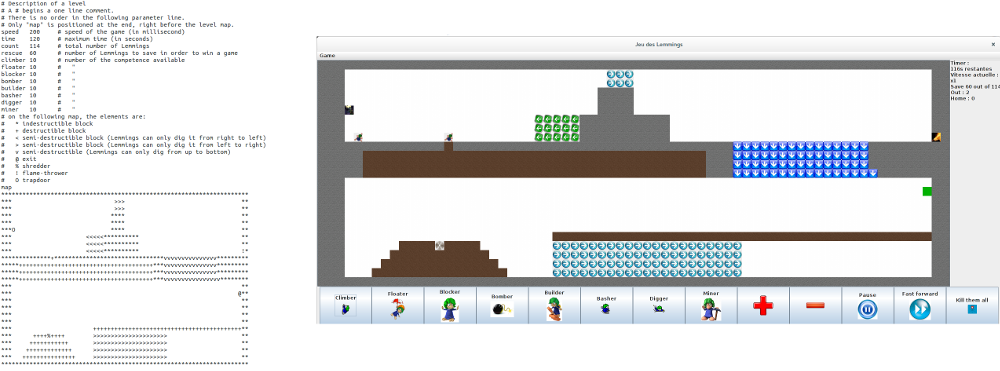 # Description of a level
# A # begins a one line comment.
# There is no order in the following parameter line.
# Only "map" is positioned at the end, right before the level map.
speed 200 # speed of the game (in millisecond)
time 120 # maximum time (in seconds)
count 114 # total number of Lemmings
rescue 60 # number of Lemmings to save in order to win a game
climber 10 # number of the competence available
floater 10 # "
blocker 10 # "
bomber 10 # "
builder 10 # "
basher 10 # "
digger 10 # "
miner 10 # "
# on the following map, the elements are:
# * indestructible block
# + destructible block
# < semi-destructible block (Lemmings can only dig it from right to left)
# > semi-destructible block (Lemmings can only dig it from left to right)
# v semi-destructible (Lemmings can only dig from up to bottom)
# @ exit
# % shredder
# ! flame-thrower
# O trapdoor
map
Jeu des Lemmings
Game
Timer :
116s restantes
Vitesse actuelle :
x1
Save 60 out of 114
Out : 2
Home : 0
Climber
Floater
Blocker
Bomber
Builder
Basher
Digger
Miner
Pause
Fast forward
Kill them all